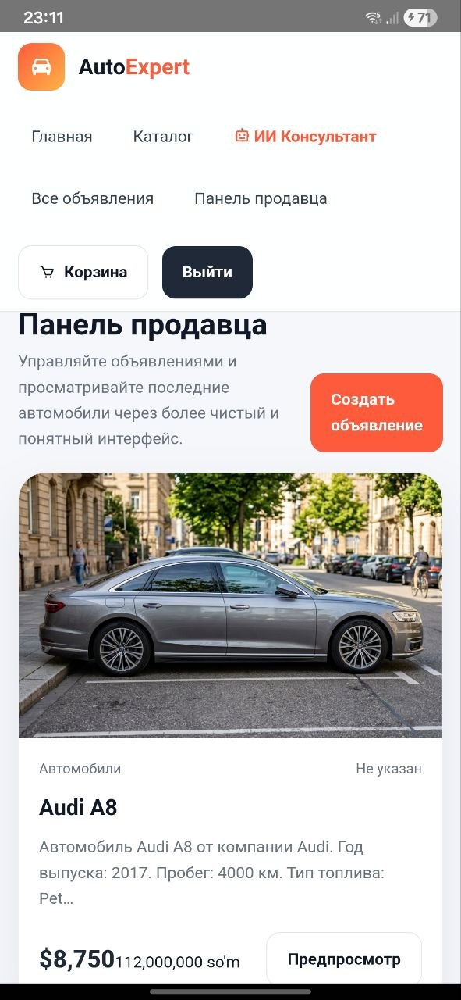 23:11
71
AutoExpert
Главная Каталог ИИ Консультант
Все объявления Панель продавца
Корзина Выйти
Панель продавца
Управляйте объявлениями и
просматривайте последние
автомобили через более чистый и
понятный интерфейс.
Создать
объявление
Автомобили Не указан
Audi A8
Автомобиль Audi A8 от компании Audi. Год
выпуска: 2017. Пробег: 4000 км. Тип топлива:
Pet...
$8,750 112,000,000 so'm Предпросмотр